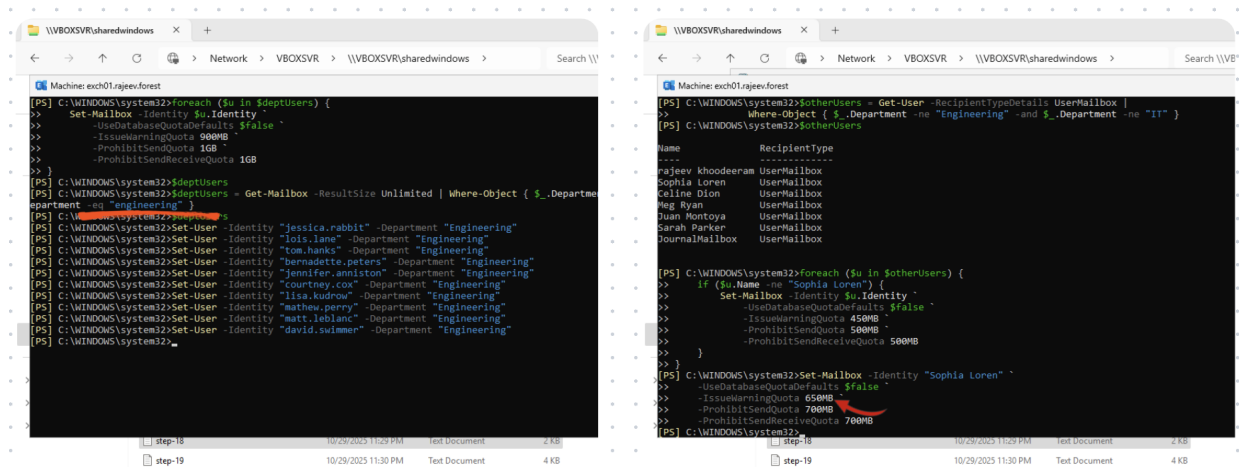 \\VBOXSVR\sharedwindows × +
Network > VBOXSVR > \\VBOXSVR\sharedwindows > Search \\V
Machine: exch01.rajeev.forest
[PS] C:\WINDOWS\system32>foreach ($u in $deptUsers) {
>> Set-Mailbox -Identity $u.Identity `
>> -UseDatabaseQuotaDefaults $false `
>> -IssueWarningQuota 900MB `
>> -ProhibitSendQuota 1GB `
>> -ProhibitSendReceiveQuota 1GB
>> }
[PS] C:\WINDOWS\system32>$deptUsers
[PS] C:\WINDOWS\system32>$deptUsers = Get-Mailbox -ResultSize Unlimited | Where-Object { $_.Departme
epartment -eq "engineering" }
[PS] C:\WINDOWS\system32>$deptUsers
[PS] C:\WINDOWS\system32>Set-User -Identity "jessica.rabbit" -Department "Engineering"
[PS] C:\WINDOWS\system32>Set-User -Identity "lois.lane" -Department "Engineering"
[PS] C:\WINDOWS\system32>Set-User -Identity "tom.hanks" -Department "Engineering"
[PS] C:\WINDOWS\system32>Set-User -Identity "bernadette.peters" -Department "Engineering"
[PS] C:\WINDOWS\system32>Set-User -Identity "jennifer.anniston" -Department "Engineering"
[PS] C:\WINDOWS\system32>Set-User -Identity "courtney.cox" -Department "Engineering"
[PS] C:\WINDOWS\system32>Set-User -Identity "lisa.kudrow" -Department "Engineering"
[PS] C:\WINDOWS\system32>Set-User -Identity "mathew.perry" -Department "Engineering"
[PS] C:\WINDOWS\system32>Set-User -Identity "matt.leblanc" -Department "Engineering"
[PS] C:\WINDOWS\system32>Set-User -Identity "david.swimmer" -Department "Engineering"
[PS] C:\WINDOWS\system32>
step-18 10/29/2025 11:29 PM Text Document 2 KB
step-19 10/29/2025 11:30 PM Text Document 4 KB
\\VBOXSVR\sharedwindows × +
Network > VBOXSVR > \\VBOXSVR\sharedwindows > Search \\VB
Machine: exch01.rajeev.forest
[PS] C:\WINDOWS\system32>$otherUsers = Get-User -RecipientTypeDetails UserMailbox |
>> Where-Object { $_.Department -ne "Engineering" -and $_.Department -ne "IT" }
[PS] C:\WINDOWS\system32>$otherUsers
Name RecipientType
---- -------------
rajeev khoodeeram UserMailbox
Sophia Loren UserMailbox
Celine Dion UserMailbox
Meg Ryan UserMailbox
Juan Montoya UserMailbox
Sarah Parker UserMailbox
JournalMailbox UserMailbox
[PS] C:\WINDOWS\system32>foreach ($u in $otherUsers) {
>> if ($u.Name -ne "Sophia Loren") {
>> Set-Mailbox -Identity $u.Identity `
>> -UseDatabaseQuotaDefaults $false `
>> -IssueWarningQuota 450MB `
>> -ProhibitSendQuota 500MB `
>> -ProhibitSendReceiveQuota 500MB
>> }
>> }
[PS] C:\WINDOWS\system32>Set-Mailbox -Identity "Sophia Loren" `
>> -UseDatabaseQuotaDefaults $false `
>> -IssueWarningQuota 650MB `
>> -ProhibitSendQuota 700MB `
>> -ProhibitSendReceiveQuota 700MB
[PS] C:\WINDOWS\system32>
step-18 10/29/2025 11:29 PM Text Document 2 KB
step-19 10/29/2025 11:30 PM Text Document 4 KB